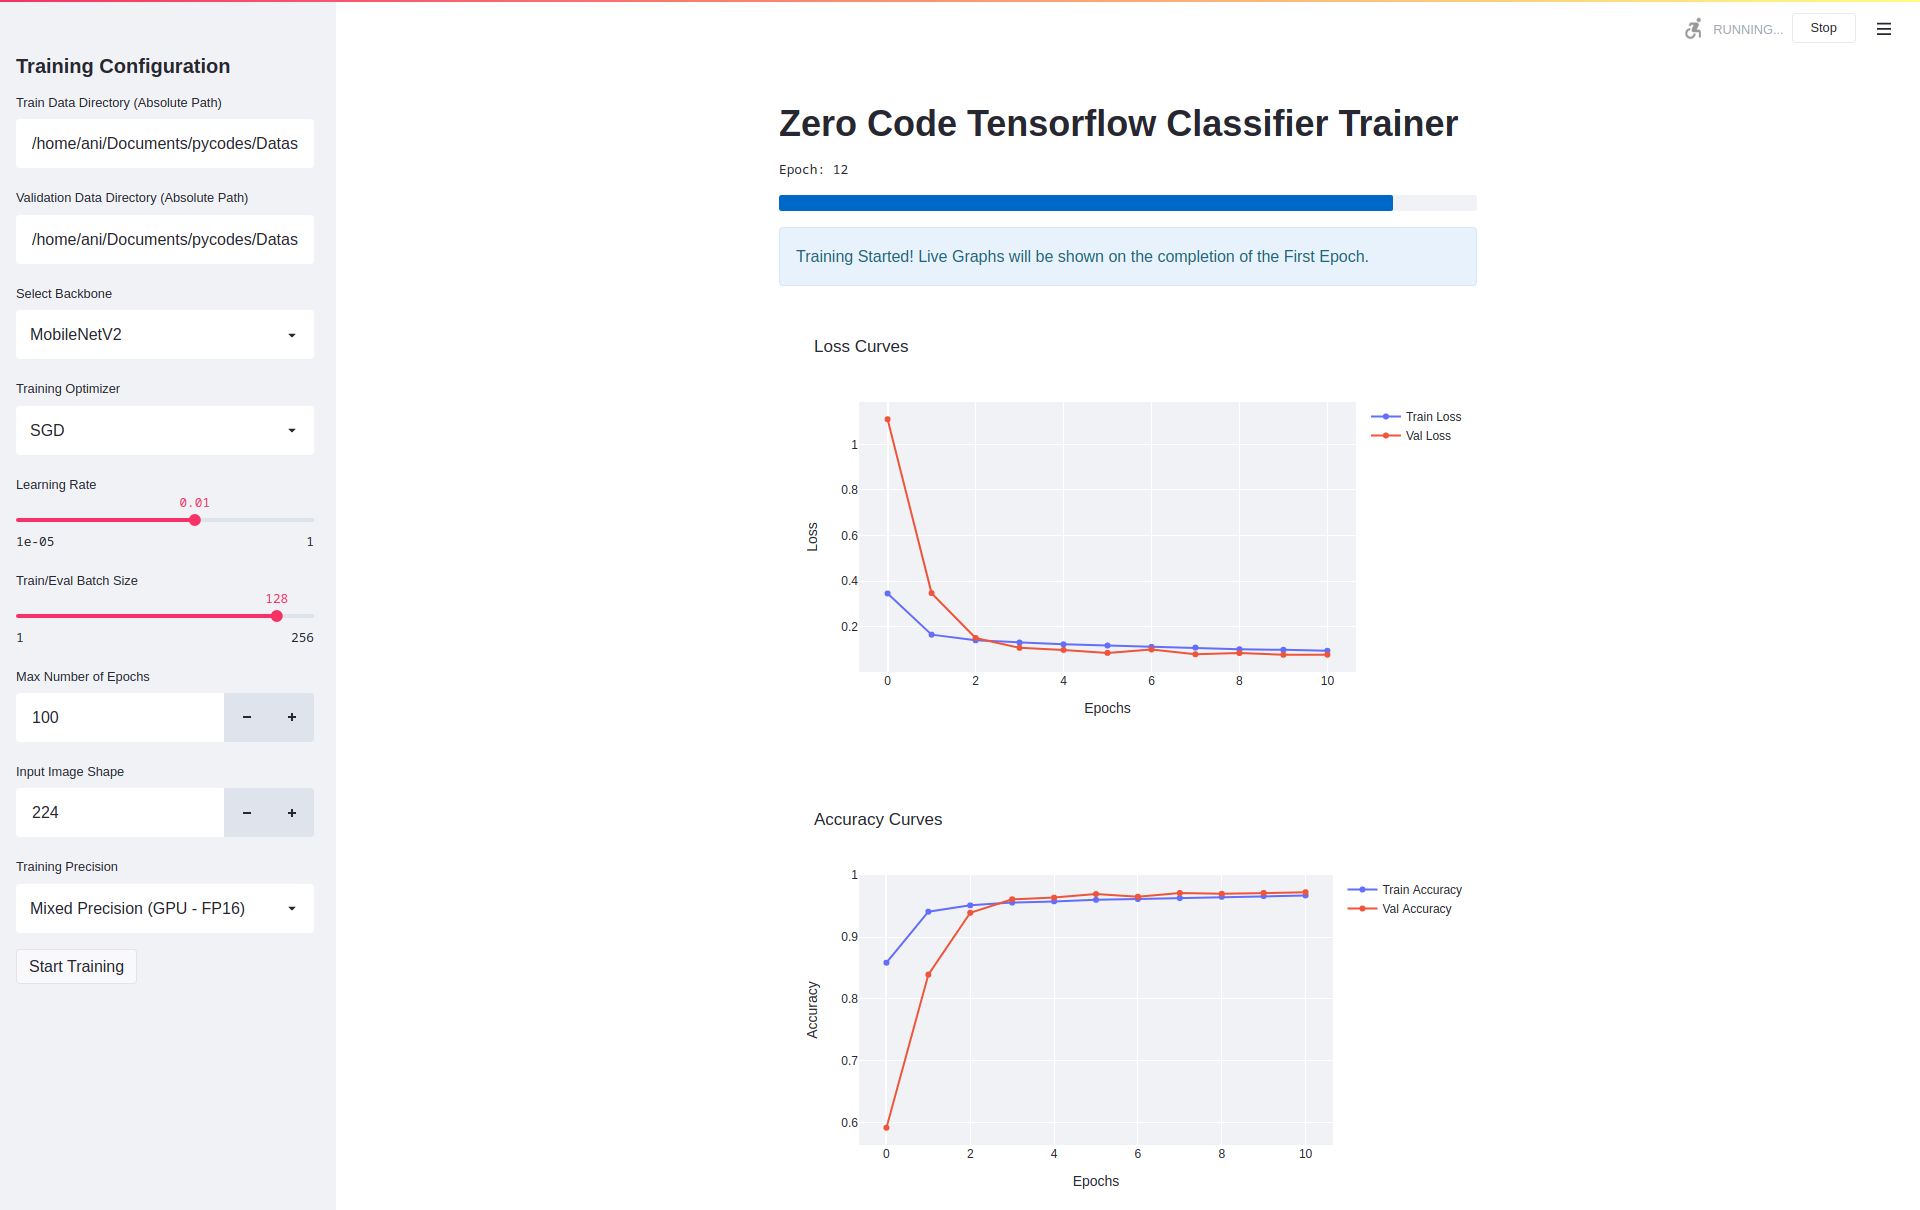 RUNNING...
Stop
Training Configuration
Train Data Directory (Absolute Path)
/home/ani/Documents/pycodes/Datas
Validation Data Directory (Absolute Path)
/home/ani/Documents/pycodes/Datas
Select Backbone
MobileNetV2
Training Optimizer
SGD
Learning Rate
0.01
1e-05 1
Train/Eval Batch Size
128
1 256
Max Number of Epochs
100
Input Image Shape
224
Training Precision
Mixed Precision (GPU - FP16)
Start Training
Zero Code Tensorflow Classifier Trainer
Epoch: 12
Training Started! Live Graphs will be shown on the completion of the First Epoch.
Loss Curves
Train Loss
Val Loss
1
0.8
0.6
0.4
0.2
Loss
0 2 4 6 8 10
Epochs
Accuracy Curves
Train Accuracy
Val Accuracy
1
0.9
0.8
0.7
0.6
Accuracy
0 2 4 6 8 10
Epochs